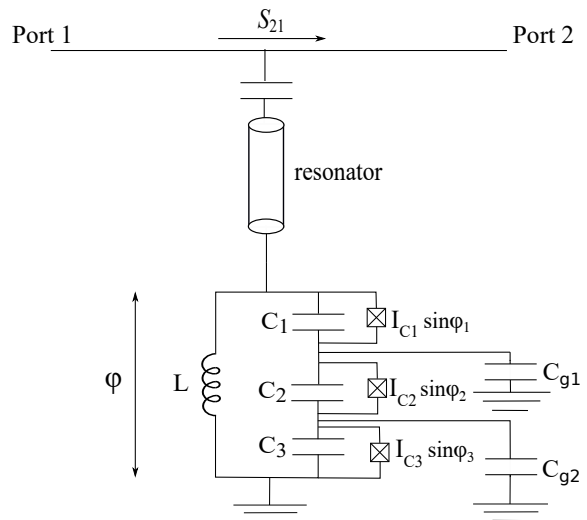 S21
Port 1 Port 2
resonator
C1 IC1 sinφ1
Cg1
φ L C2 IC2 sinφ2
C3 IC3 sinφ3
Cg2